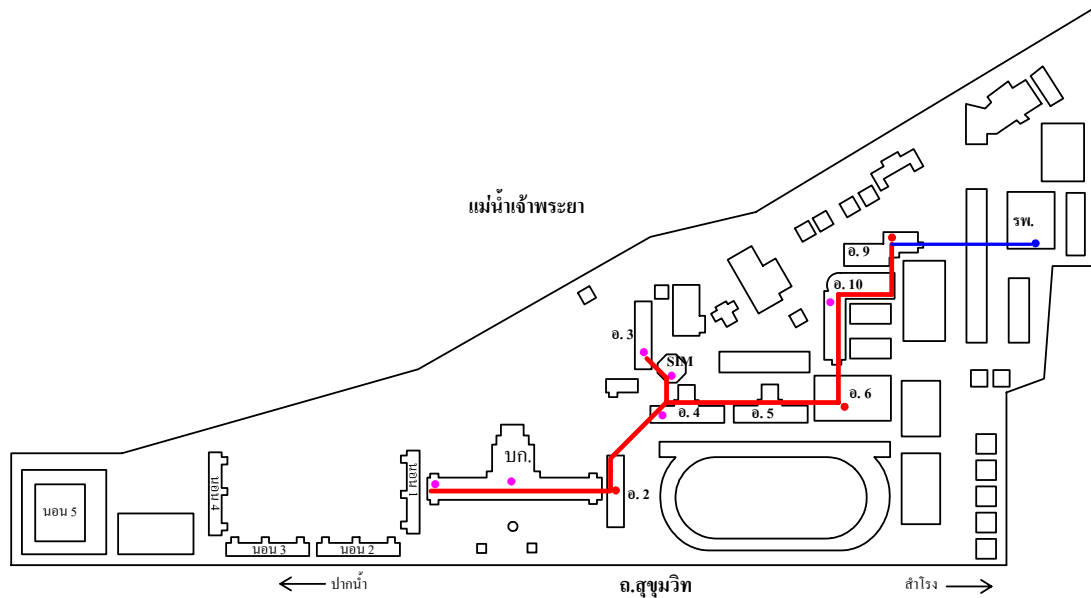 แม่น้ำเจ้าพระยา
รพ.
อ. 9
อ. 10
อ. 3
SIM
อ. 6
อ. 4
อ. 5
บก.
นอน 1
อ. 2
นอน 4
นอน 5
นอน 3
นอน 2
ปากน้ำ
ถ.สุขุมวิท
สำโรง